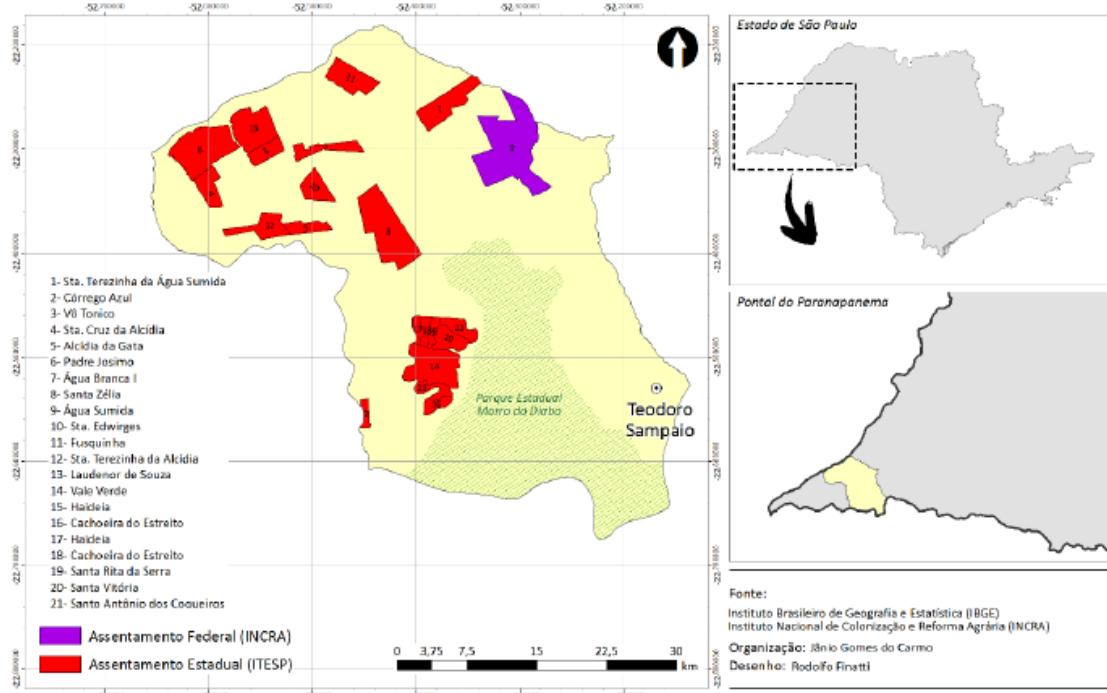 Estado de São Paulo
1- Sta. Terezinha da Água Sumida
2- Córrego Azul
3- Vô Tonico
4- Sta. Cruz da Alcídia
5- Alcídia da Gata
6- Padre Josimo
7- Água Branca I
8- Santa Zélia
9- Água Sumida
10- Sta. Edwirges
11- Fusquinha
12- Sta. Terezinha da Alcídia
13- Laudenor de Souza
14- Vale Verde
15- Haideia
16- Cachoeira do Estreito
17- Haideia
18- Cachoeira do Estreito
19- Santa Rita da Serra
20- Santa Vitória
21- Santo Antônio dos Coqueiros
Parque Estadual
Morro do Diabo
Teodoro
Sampaio
Assentamento Federal (INCRA)
Assentamento Estadual (ITESP)
0 3,75 7,5 15 22,5 30
km
Pontal do Paranapanema
Fonte:
Instituto Brasileiro de Geografia e Estatística (IBGE)
Instituto Nacional de Colonização e Reforma Agrária (INCRA)
Organização: Jânio Gomes do Carmo
Desenho: Rodolfo Finatti